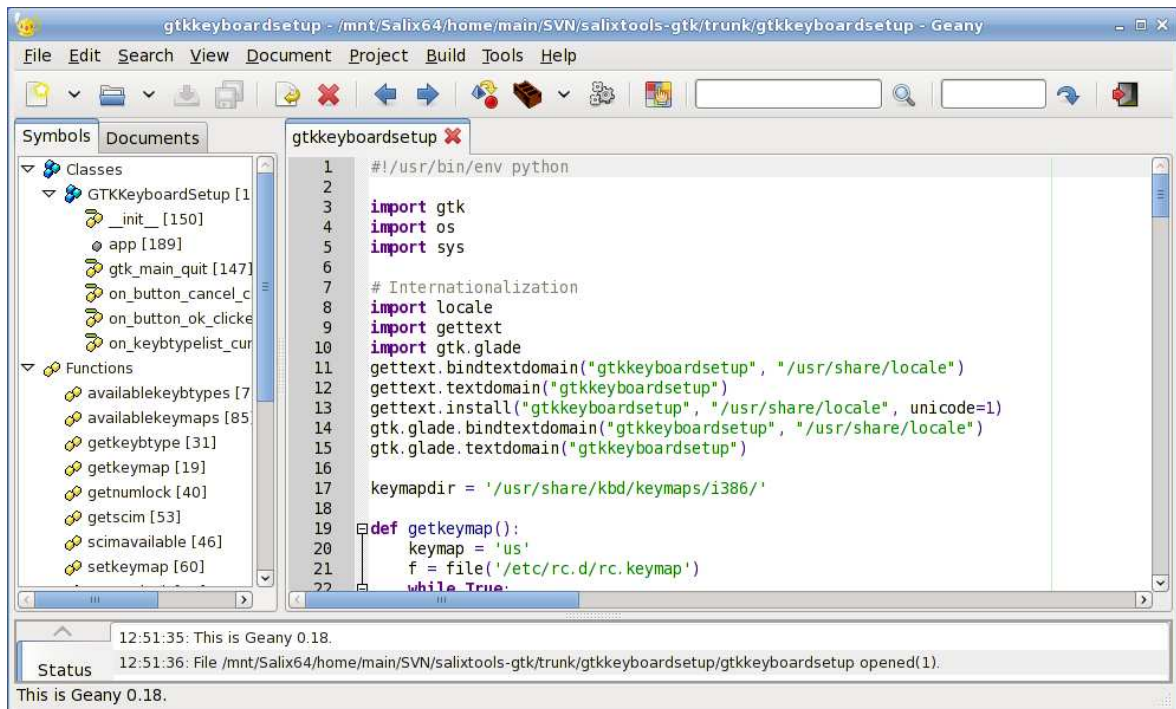 gtkkeyboardsetup - /mnt/Salix64/home/main/SVN/salixtools-gtk/trunk/gtkkeyboardsetup - Geany
File Edit Search View Document Project Build Tools Help
Symbols Documents
Classes
GTKKeyboardSetup [1
__init__ [150]
app [189]
gtk_main_quit [147]
on_button_cancel_c
on_button_ok_clicke
on_keybtypelist_cur
Functions
availablekeybtypes [7
availablekeymaps [85]
getkeybtype [31]
getkeymap [19]
getnumlock [40]
getscim [53]
scimavailable [46]
setkeymap [60]
gtkkeyboardsetup
1 #!/usr/bin/env python
2
3 import gtk
4 import os
5 import sys
6
7 # Internationalization
8 import locale
9 import gettext
10 import gtk.glade
11 gettext.bindtextdomain("gtkkeyboardsetup", "/usr/share/locale")
12 gettext.textdomain("gtkkeyboardsetup")
13 gettext.install("gtkkeyboardsetup", "/usr/share/locale", unicode=1)
14 gtk.glade.bindtextdomain("gtkkeyboardsetup", "/usr/share/locale")
15 gtk.glade.textdomain("gtkkeyboardsetup")
16
17 keymapdir = '/usr/share/kbd/keymaps/i386/'
18
19 def getkeymap():
20 keymap = 'us'
21 f = file('/etc/rc.d/rc.keymap')
22 while True:
Status
12:51:35: This is Geany 0.18.
12:51:36: File /mnt/Salix64/home/main/SVN/salixtools-gtk/trunk/gtkkeyboardsetup/gtkkeyboardsetup opened(1).
This is Geany 0.18.